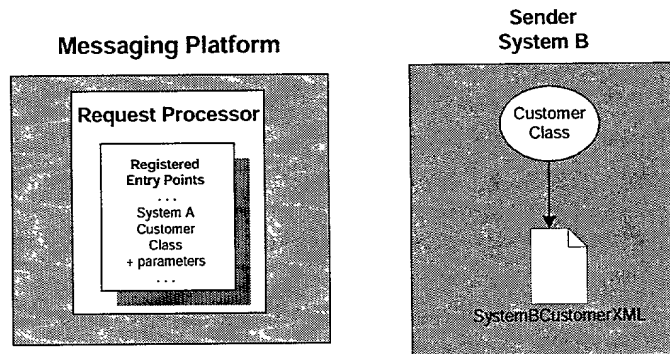 Messaging Platform
Request Processor
Registered
Entry Points
. . .
System A
Customer
Class
+ parameters
. . .
Sender
System B
Customer
Class
SystemBCustomerXML